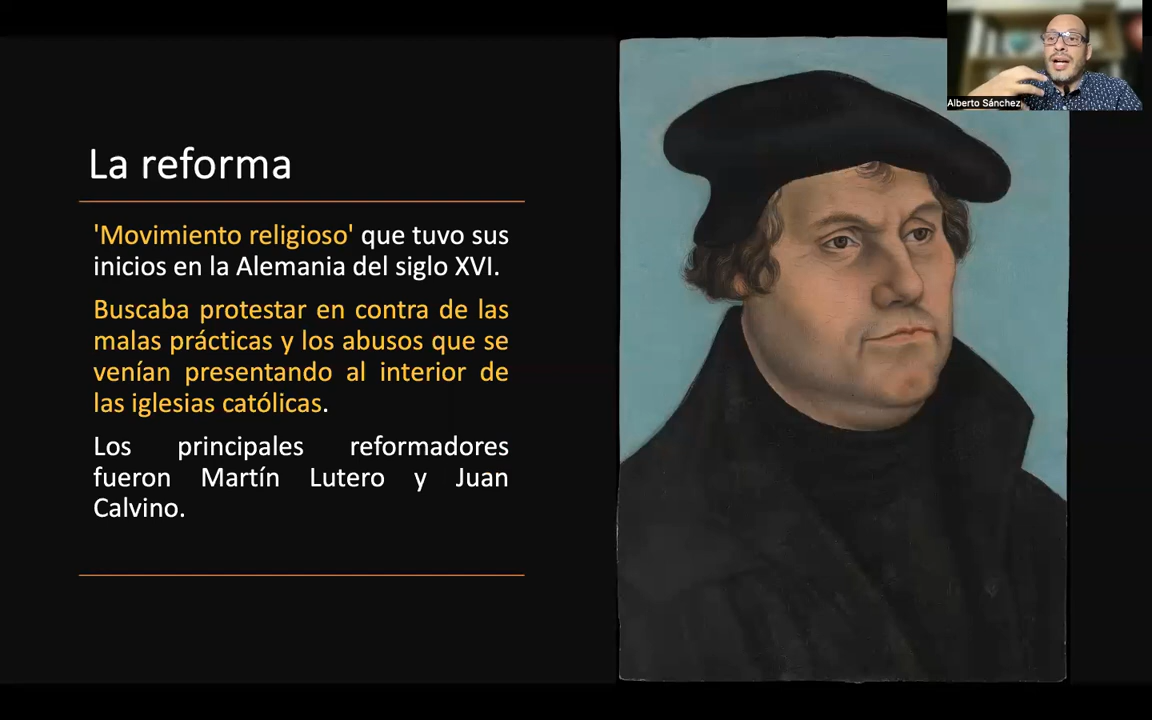 La reforma
'Movimiento religioso' que tuvo sus
inicios en la Alemania del siglo XVI.
Buscaba protestar en contra de las
malas prácticas y los abusos que se
venían presentando al interior de
las iglesias católicas.
Los principales reformadores
fueron Martín Lutero y Juan
Calvino.
Alberto Sánchez